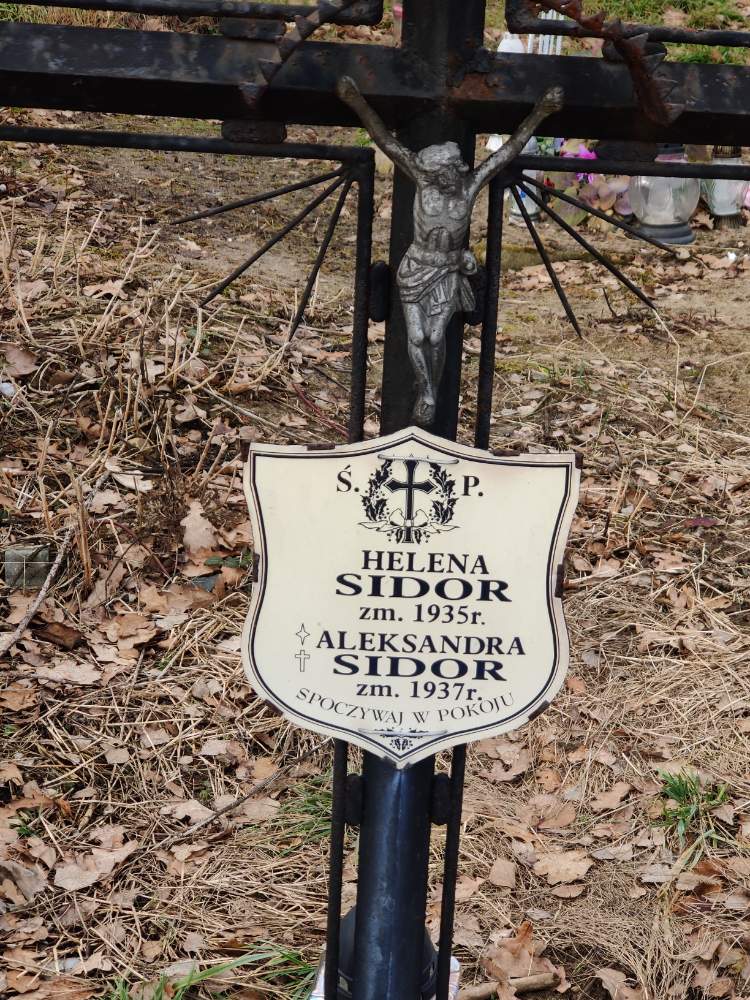 Ś. P.
HELENA
SIDOR
zm. 1935r.
ALEKSANDRA
SIDOR
zm. 1937r.
SPOCZYWAJ W POKOJU